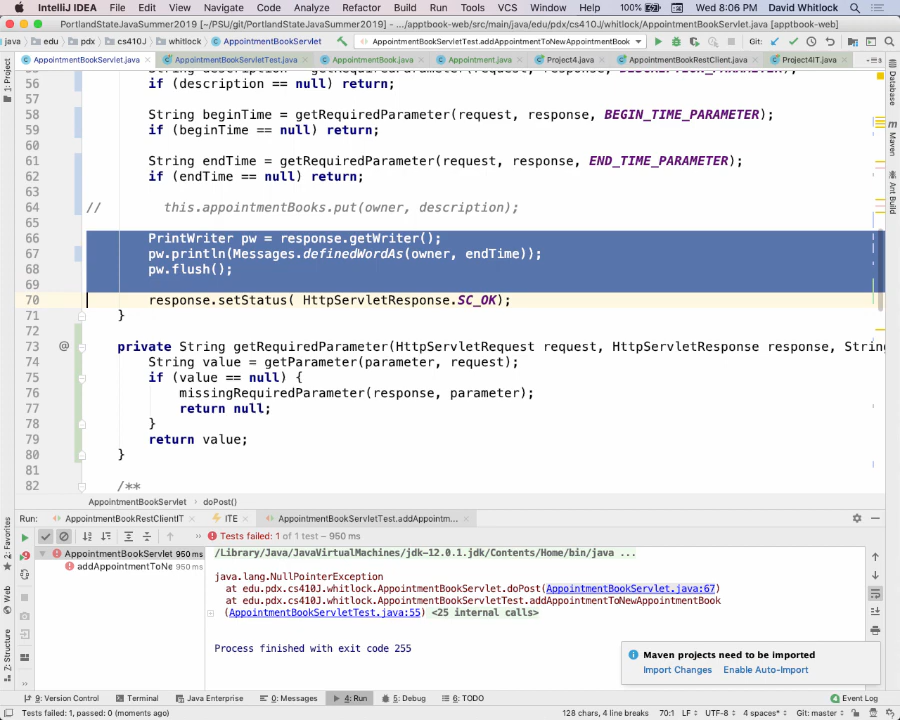 IntelliJ IDEA File Edit View Navigate Code Analyze Refactor Build Run Tools VCS Window Help 100% Wed 8:06 PM David Whitlock
PortlandStateJavaSummer2019 [~/PSU/git/PortlandStateJavaSummer2019] - .../apptbook-web/src/main/java/edu/pdx/cs410J/whitlock/AppointmentBookServlet.java [apptbook-web]
java edu pdx cs410J whitlock AppointmentBookServlet AppointmentBookServletTest.addAppointmentToNewAppointmentBook Git:
AppointmentBookServlet.java AppointmentBookServletTest.java AppointmentBook.java Appointment.java Project4.java AppointmentBookRestClient.java Project4IT.java
56 if (description == null) return;
57
58 String beginTime = getRequiredParameter(request, response, BEGIN_TIME_PARAMETER);
59 if (beginTime == null) return;
60
61 String endTime = getRequiredParameter(request, response, END_TIME_PARAMETER);
62 if (endTime == null) return;
63
64 // this.appointmentBooks.put(owner, description);
65
66 PrintWriter pw = response.getWriter();
67 pw.println(Messages.definedWordAs(owner, endTime));
68 pw.flush();
69
70 response.setStatus( HttpServletResponse.SC_OK);
71 }
72
73 @ private String getRequiredParameter(HttpServletRequest request, HttpServletResponse response, Strin
74 String value = getParameter(parameter, request);
75 if (value == null) {
76 missingRequiredParameter(response, parameter);
77 return null;
78 }
79 return value;
80 }
81
82 /**
1: Project
Database
Maven
Ant Build
2: Favorites
Web
7: Structure
AppointmentBookServlet doPost()
Run: AppointmentBookRestClientIT ITE AppointmentBookServletTest.addAppointm...
Tests failed: 1 of 1 test – 950 ms
AppointmentBookServlet 950 ms
addAppointmentToNe 950 ms
/Library/Java/JavaVirtualMachines/jdk-12.0.1.jdk/Contents/Home/bin/java ...
java.lang.NullPointerException
at edu.pdx.cs410J.whitlock.AppointmentBookServlet.doPost(AppointmentBookServlet.java:67)
at edu.pdx.cs410J.whitlock.AppointmentBookServletTest.addAppointmentToNewAppointmentBook
(AppointmentBookServletTest.java:55) <25 internal calls>
Process finished with exit code 255
Maven projects need to be imported
Import Changes Enable Auto-Import
9: Version Control Terminal Java Enterprise 0: Messages 4: Run 5: Debug 6: TODO Event Log
Tests failed: 1, passed: 0 (moments ago) 128 chars, 4 line breaks 70:1 LF UTF-8 4 spaces* Git: master